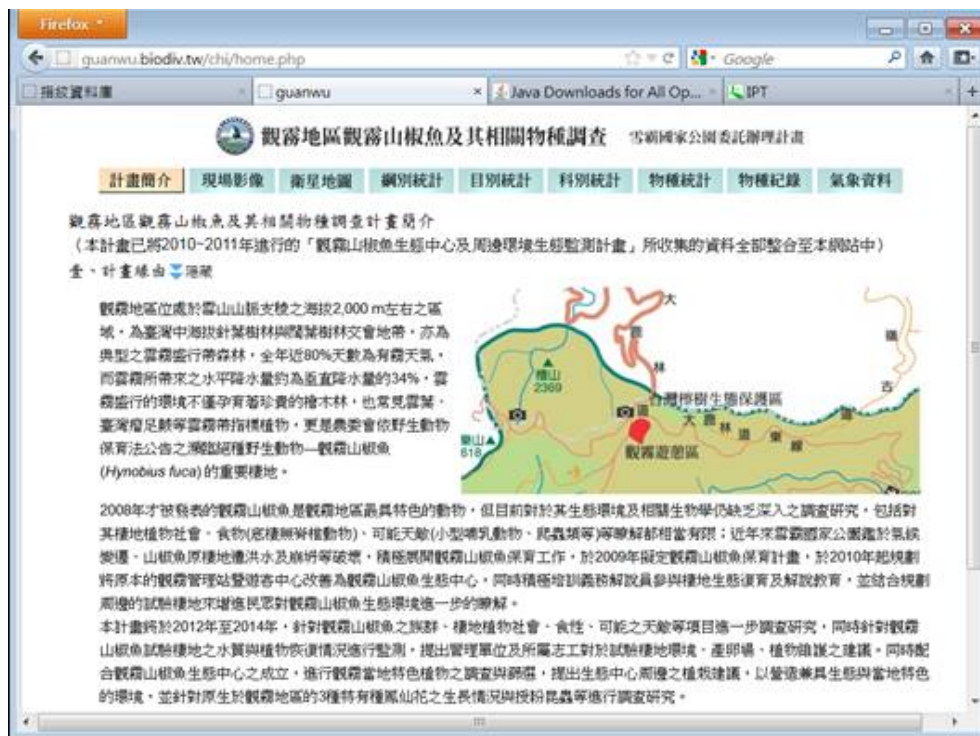 Firefox
guanwu.biodiv.tw/chi/home.php
Google
指紋資料庫
guanwu
Java Downloads for All Op...
IPT
觀霧地區觀霧山椒魚及其相關物種調查 雪霸國家公園委託辦理計畫
計畫簡介 現場影像 衛星地圖 綱別統計 目別統計 科別統計 物種統計 物種紀錄 氣象資料
觀霧地區觀霧山椒魚及其相關物種調查計畫簡介
(本計畫已將2010~2011年進行的「觀霧山椒魚生態中心及周邊環境生態監測計畫」所收集的資料全部整合至本網站中)
壹、計畫緣由 隱藏
觀霧地區位處於雪山山脈支稜之海拔2,000 m左右之區
域,為臺灣中海拔針葉樹林與闊葉樹林交會地帶,亦為
典型之雲霧盛行帶森林,全年近80%天數為有霧天氣,
而雲霧所帶來之水平降水量約為垂直降水量的34%,雲
霧盛行的環境不僅孕育著珍貴的檜木林,也常見雲葉、
臺灣瘤足蕨等雲霧帶指標植物,更是農委會依野生動物
保育法公告之瀕臨絕種野生動物—觀霧山椒魚
(Hynobius fuca) 的重要棲地。
大
鹿
林
道
檜山
2369
樂山
618
台灣檫樹生態保護區
大鹿林道東線
觀霧遊憩區
道
古
2008年才被發表的觀霧山椒魚是觀霧地區最具特色的動物,但目前對於其生態環境及相關生物學仍缺乏深入之調查研究,包括對
其棲地植物社會、食物(底棲無脊椎動物)、可能天敵(小型哺乳動物、爬蟲類等)等瞭解都相當有限;近年來雪霸國家公園鑑於氣候
變遷、山椒魚原棲地遭洪水及崩坍等破壞,積極展開觀霧山椒魚保育工作,於2009年擬定觀霧山椒魚保育計畫,於2010年起規劃
將原本的觀霧管理站暨遊客中心改善為觀霧山椒魚生態中心,同時積極培訓義務解說員參與棲地生態復育及解說教育,並結合規劃
周邊的試驗棲地來增進民眾對觀霧山椒魚生態環境進一步的瞭解。
本計畫將於2012年至2014年,針對觀霧山椒魚之族群、棲地植物社會、食性、可能之天敵等項目進一步調查研究,同時針對觀霧
山椒魚試驗棲地之水質與植物恢復情況進行監測,提出管理單位及所屬志工對於試驗棲地環境、產卵場、植物維護之建議。同時配
合觀霧山椒魚生態中心之成立,進行觀霧當地特色植物之調查與篩選,提出生態中心周邊之植栽建議,以營造兼具生態與當地特色
的環境,並針對原生於觀霧地區的3種特有種鳳仙花之生長情況與授粉昆蟲等進行調查研究。